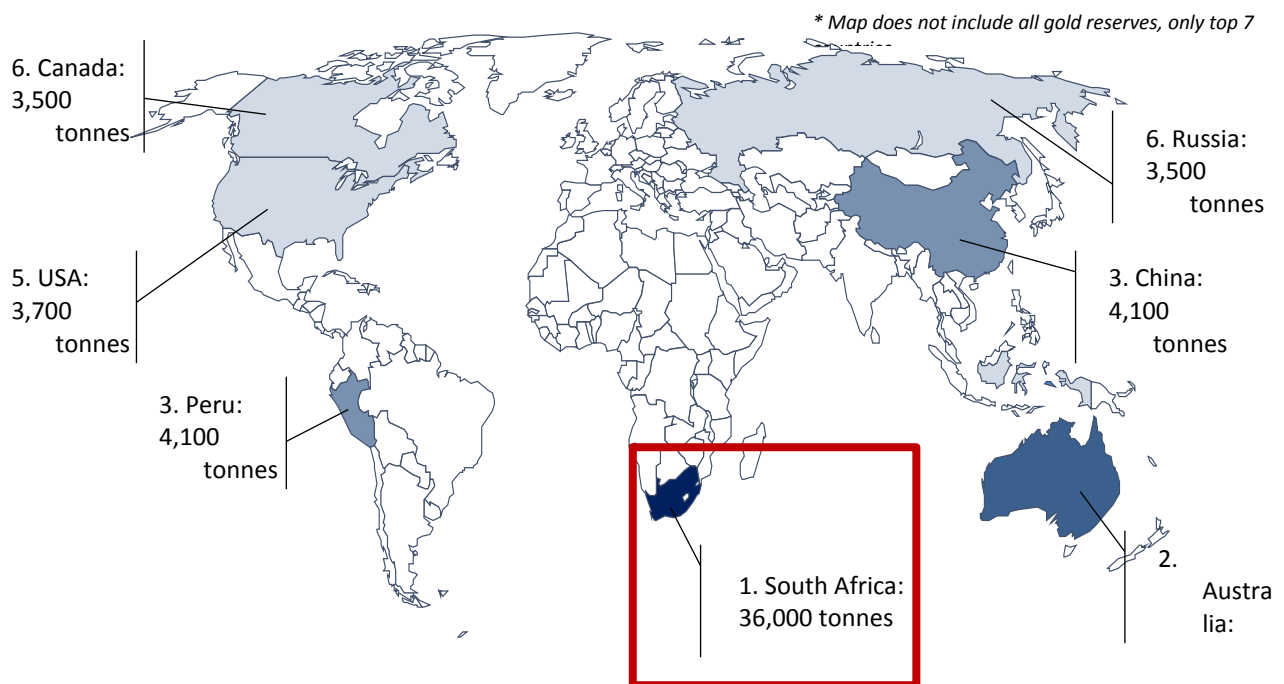 * Map does not include all gold reserves, only top 7
6. Canada:
3,500
tonnes
6. Russia:
3,500
tonnes
5. USA:
3,700
tonnes
3. China:
4,100
tonnes
3. Peru:
4,100
tonnes
1. South Africa:
36,000 tonnes
2.
Austra
lia: